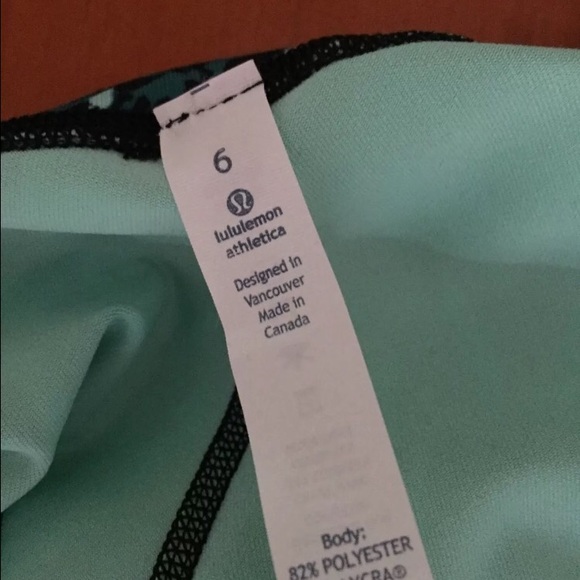 6
lululemon
athletica
Designed in
Vancouver
Made in
Canada
Body:
82% POLYESTER